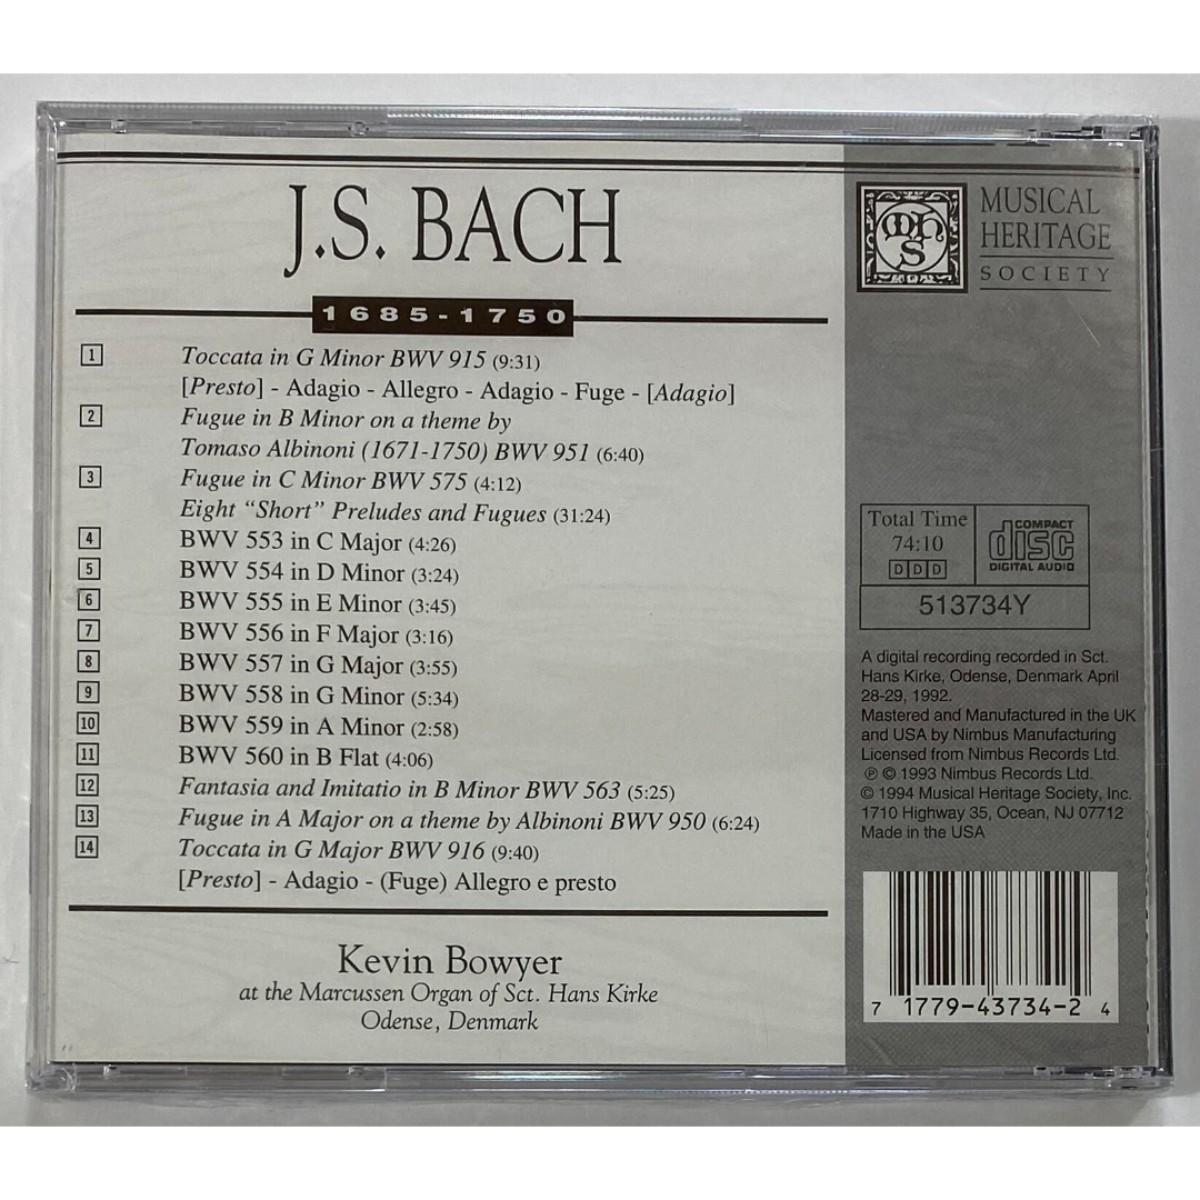 J.S. BACH
1685-1750
1 Toccata in G Minor BWV 915 (9:31)
[Presto] - Adagio - Allegro - Adagio - Fuge - [Adagio]
2 Fugue in B Minor on a theme by
Tomaso Albinoni (1671-1750) BWV 951 (6:40)
3 Fugue in C Minor BWV 575 (4:12)
Eight “Short” Preludes and Fugues (31:24)
4 BWV 553 in C Major (4:26)
5 BWV 554 in D Minor (3:24)
6 BWV 555 in E Minor (3:45)
7 BWV 556 in F Major (3:16)
8 BWV 557 in G Major (3:55)
9 BWV 558 in G Minor (5:34)
10 BWV 559 in A Minor (2:58)
11 BWV 560 in B Flat (4:06)
12 Fantasia and Imitatio in B Minor BWV 563 (5:25)
13 Fugue in A Major on a theme by Albinoni BWV 950 (6:24)
14 Toccata in G Major BWV 916 (9:40)
[Presto] - Adagio - (Fuge) Allegro e presto
Kevin Bowyer
at the Marcussen Organ of Sct. Hans Kirke
Odense, Denmark
mhs
MUSICAL
HERITAGE
SOCIETY
Total Time
74:10
DDD
COMPACT
disc
DIGITAL AUDIO
513734Y
A digital recording recorded in Sct.
Hans Kirke, Odense, Denmark April
28-29, 1992.
Mastered and Manufactured in the UK
and USA by Nimbus Manufacturing
Licensed from Nimbus Records Ltd.
℗ © 1993 Nimbus Records Ltd.
© 1994 Musical Heritage Society, Inc.
1710 Highway 35, Ocean, NJ 07712
Made in the USA
7 1779-43734-2 4